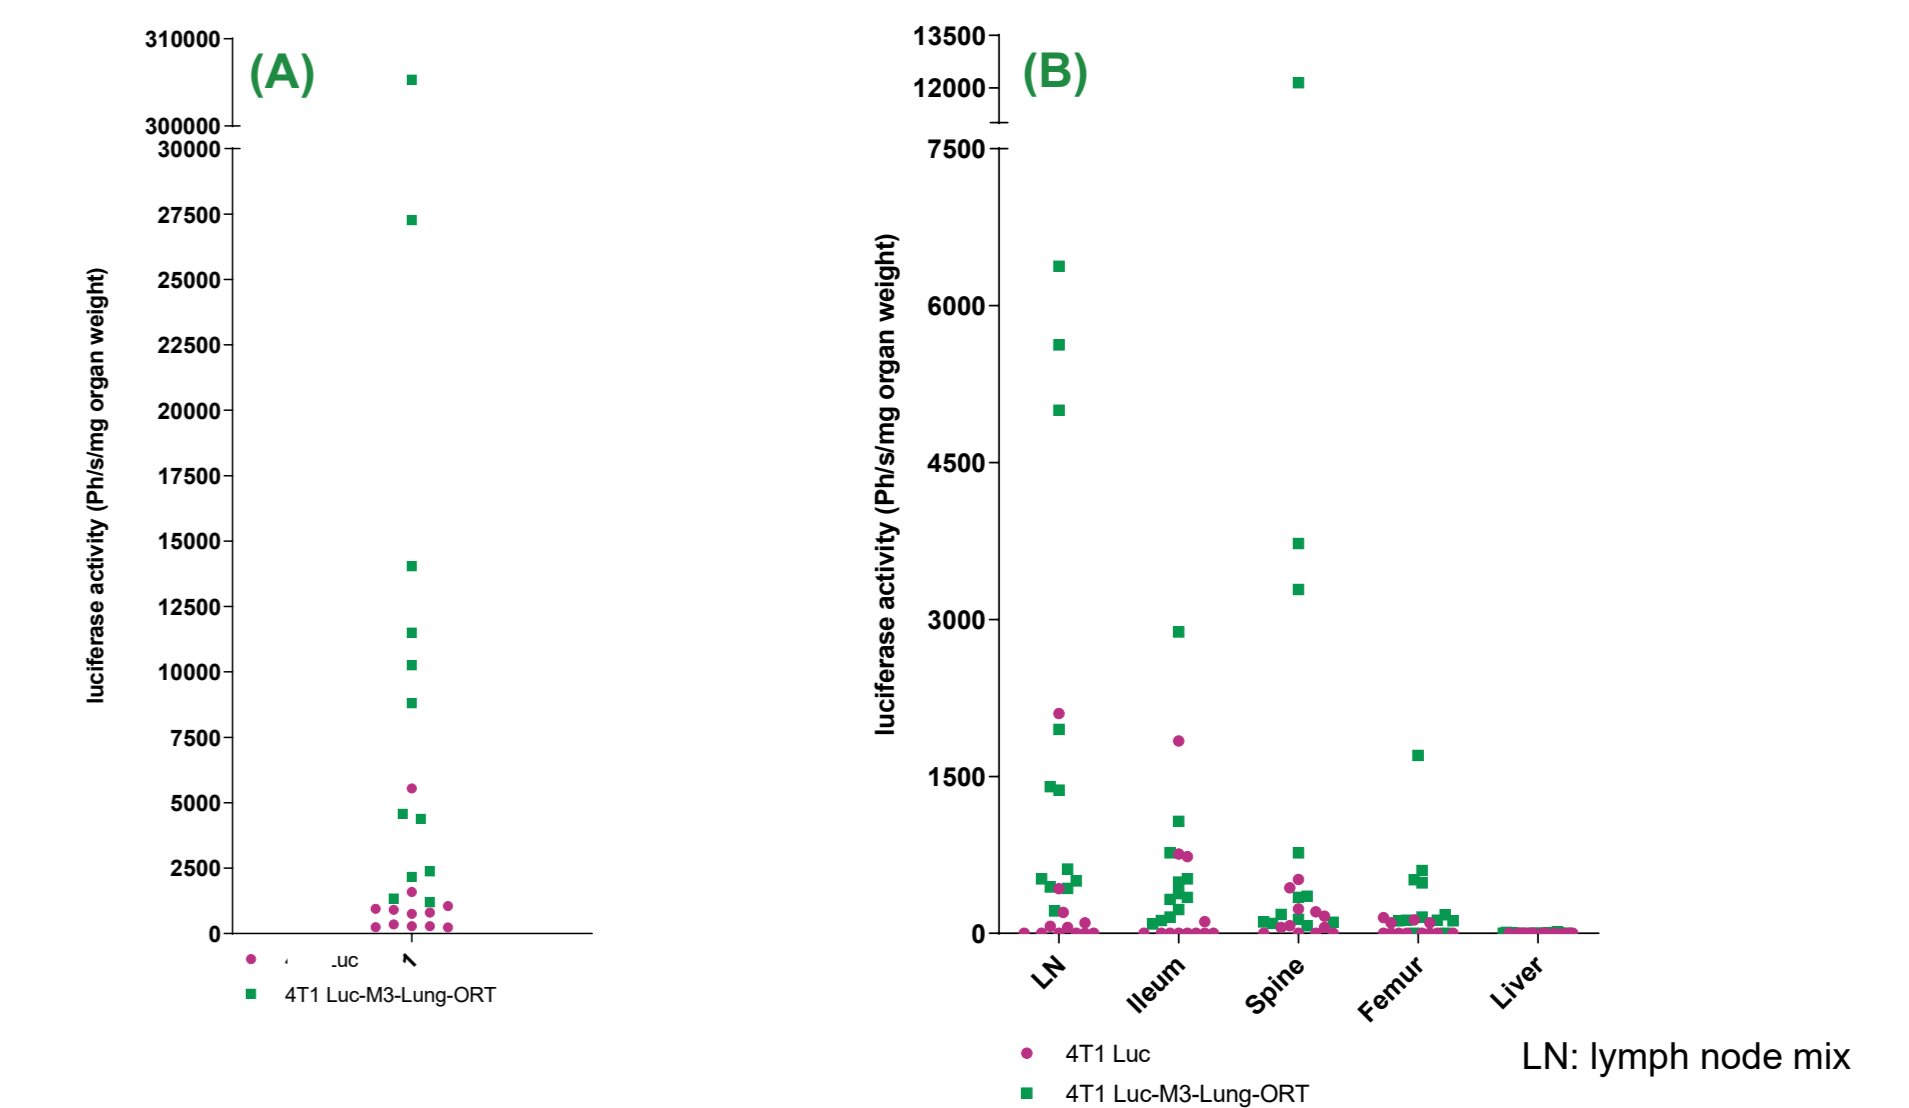 (A)
310000
300000
30000
27500
25000
22500
20000
17500
15000
12500
10000
7500
5000
2500
0
luciferase activity (Ph/s/mg organ weight)
1
uc
4T1 Luc-M3-Lung-ORT
(B)
13500
12000
7500
6000
4500
3000
1500
0
luciferase activity (Ph/s/mg organ weight)
LN
Ileum
Spine
Femur
Liver
4T1 Luc
4T1 Luc-M3-Lung-ORT
LN: lymph node mix